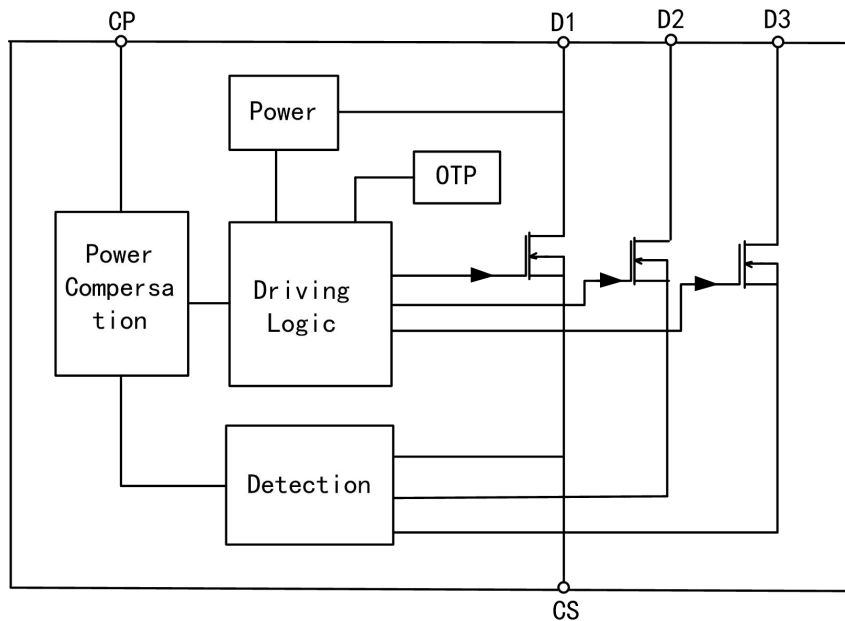 CP
D1
D2
D3
Power
OTP
Power
Compersa
tion
Driving
Logic
Detection
CS